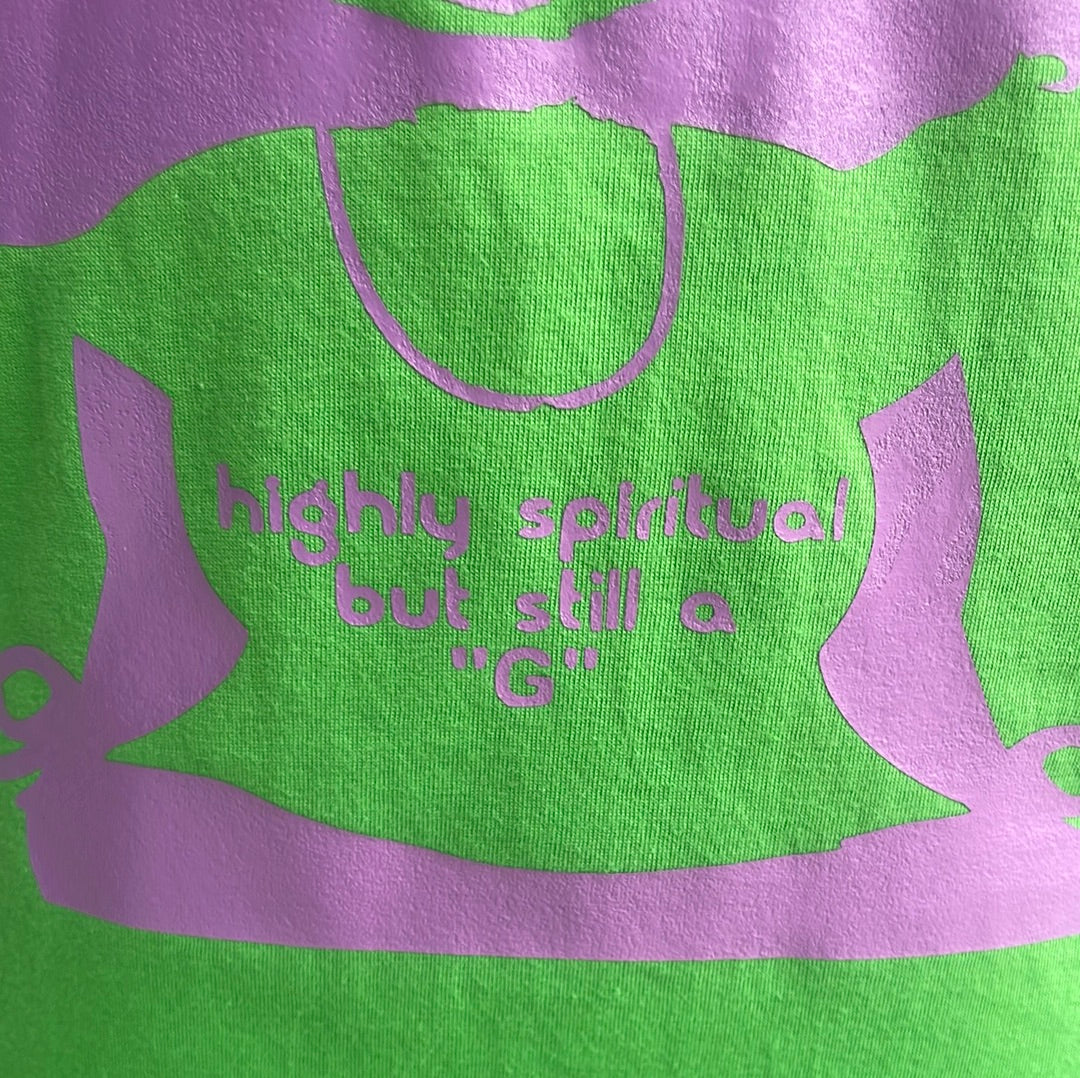 highly spiritual
but still a
"G"